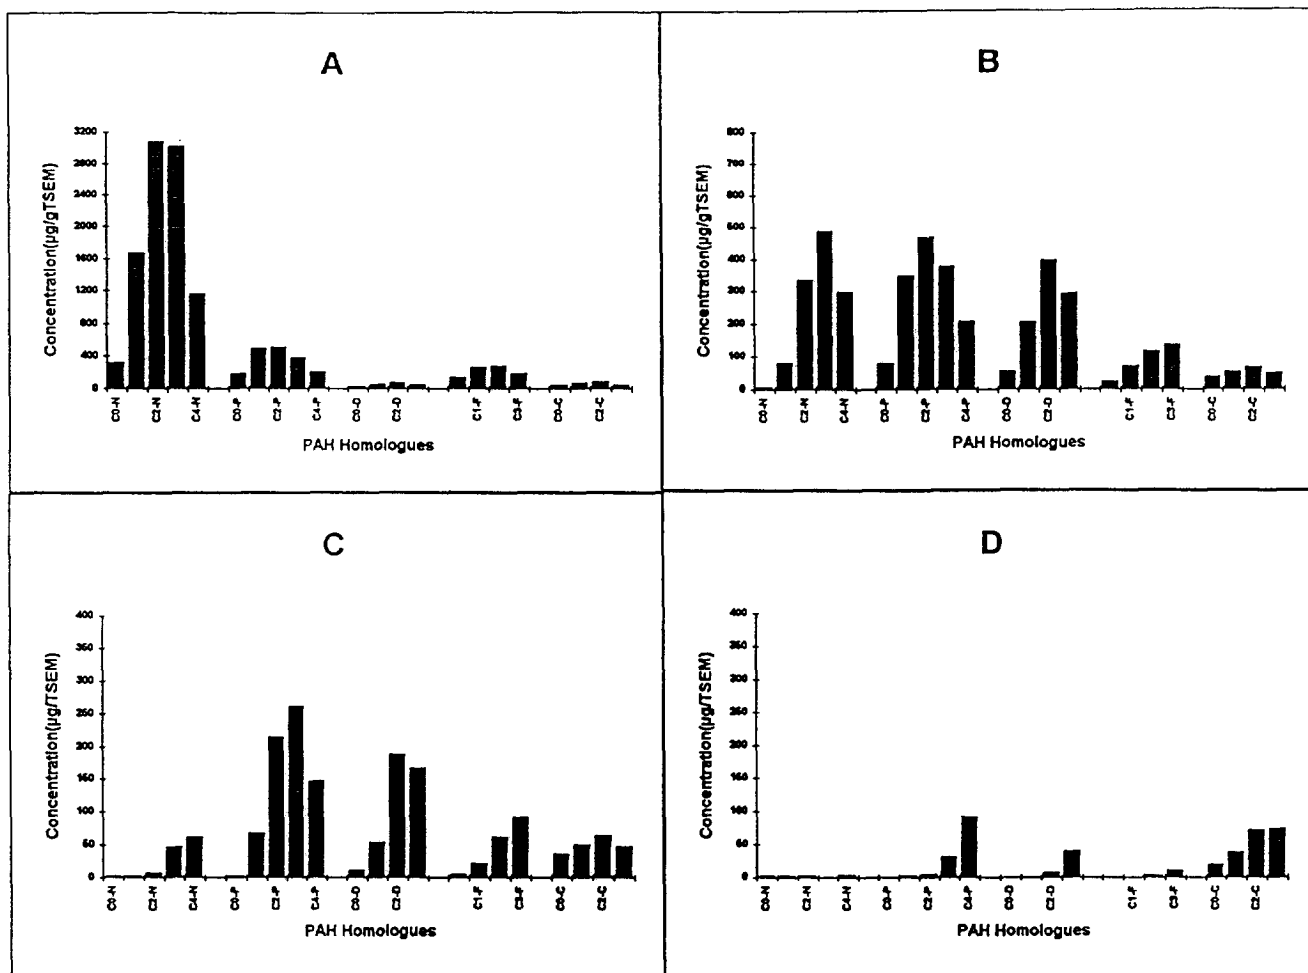 A
Concentration(µg/gTSEM)
3200
2800
2400
2000
1600
1200
800
400
0
C0-N C2-N C4-N C0-P C2-P C4-P C0-D C2-D C1-F C3-F C0-C C2-C
PAH Homologues
B
Concentration(µg/gTSEM)
800
700
600
500
400
300
200
100
0
C0-N C2-N C4-N C0-P C2-P C4-P C0-D C2-D C1-F C3-F C0-C C2-C
PAH Homologues
C
Concentration(µg/TSEM)
400
350
300
250
200
150
100
50
0
C0-N C2-N C4-N C0-P C2-P C4-P C0-D C2-D C1-F C3-F C0-C C2-C
PAH Homologues
D
Concentration(µg/TSEM)
400
350
300
250
200
150
100
50
0
C0-N C2-N C4-N C0-P C2-P C4-P C0-D C2-D C1-F C3-F C0-C C2-C
PAH Homologues